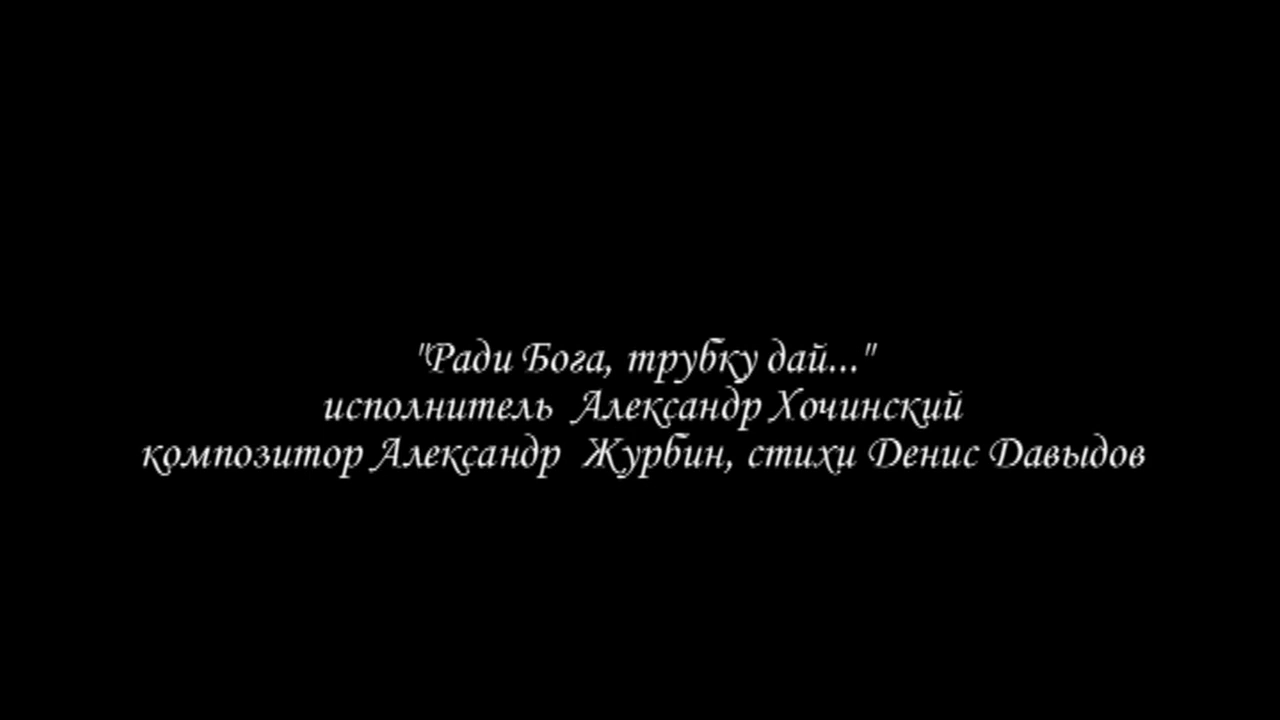 "Ради Бога, трубку дай..."
исполнитель Александр Хочинский
композитор Александр Журбин, стихи Денис Давыдов